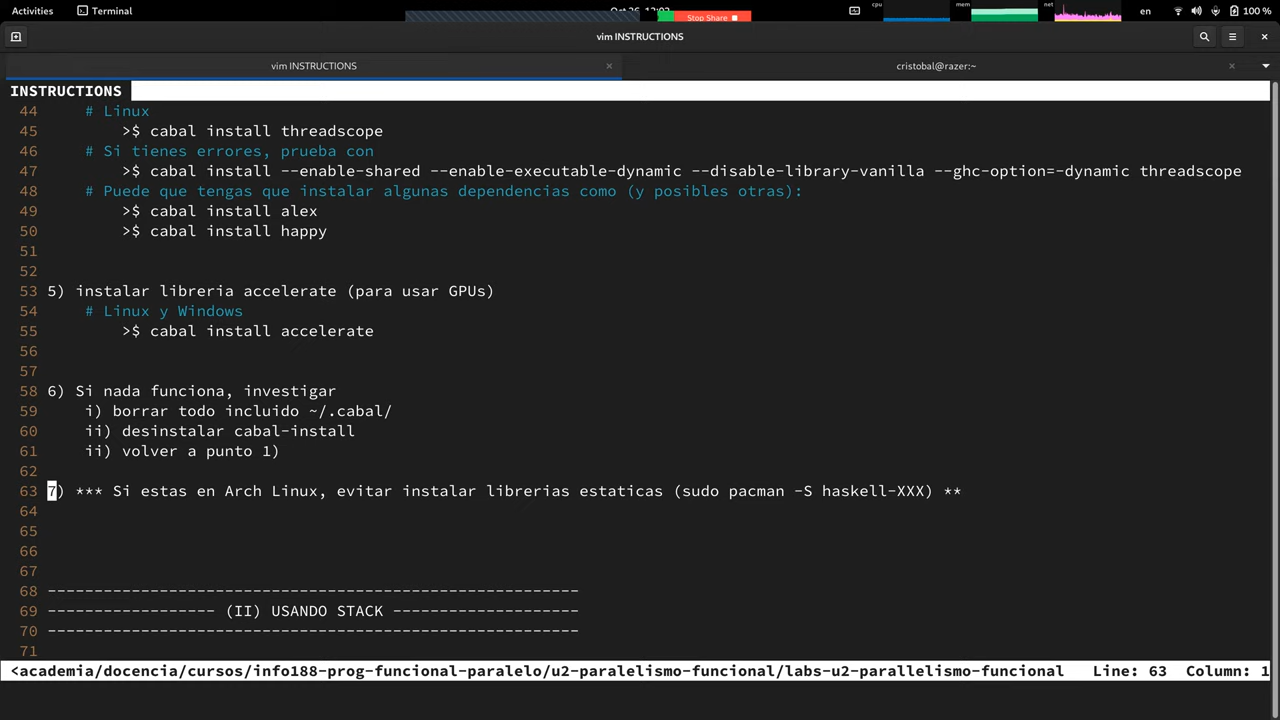 Activities Terminal
Stop Share
cpu mem net en 100 %
vim INSTRUCTIONS
vim INSTRUCTIONS cristobal@razer:~
INSTRUCTIONS
44 # Linux
45 >$ cabal install threadscope
46 # Si tienes errores, prueba con
47 >$ cabal install --enable-shared --enable-executable-dynamic --disable-library-vanilla --ghc-option=-dynamic threadscope
48 # Puede que tengas que instalar algunas dependencias como (y posibles otras):
49 >$ cabal install alex
50 >$ cabal install happy
51
52
53 5) instalar libreria accelerate (para usar GPUs)
54 # Linux y Windows
55 >$ cabal install accelerate
56
57
58 6) Si nada funciona, investigar
59 i) borrar todo incluido ~/.cabal/
60 ii) desinstalar cabal-install
61 ii) volver a punto 1)
62
63 7) *** Si estas en Arch Linux, evitar instalar librerias estaticas (sudo pacman -S haskell-XXX) **
64
65
66
67
68 ---------------------------------------------------------
69 ------------------ (II) USANDO STACK --------------------
70 ---------------------------------------------------------
71
<academia/docencia/cursos/info188-prog-funcional-paralelo/u2-paralelismo-funcional/labs-u2-parallelismo-funcional Line: 63 Column: 1